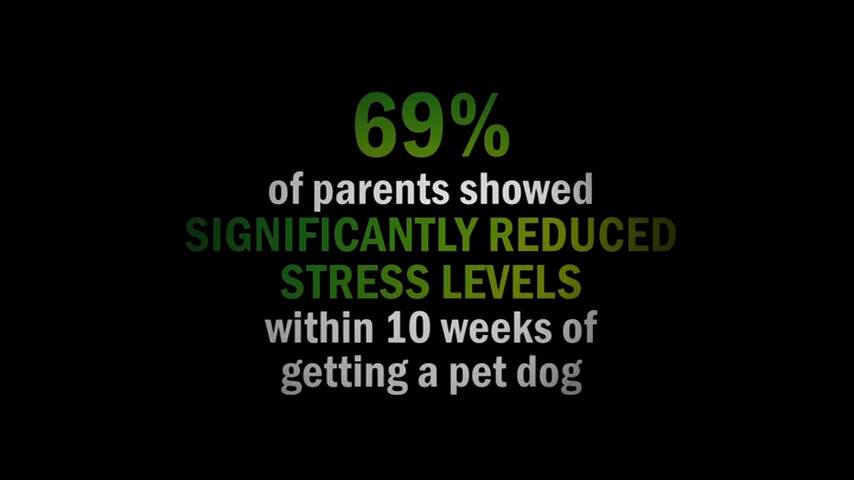 69%
of parents showed
SIGNIFICANTLY REDUCED
STRESS LEVELS
within 10 weeks of
getting a pet dog